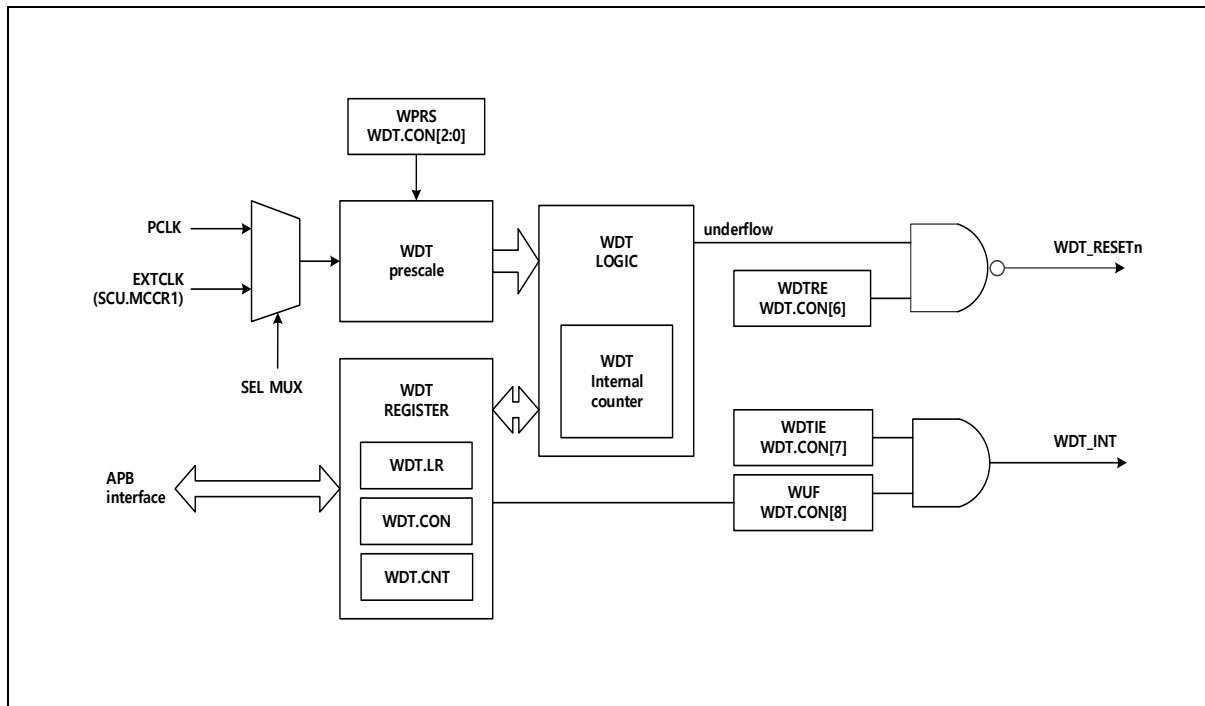 WPRS
WDT.CON[2:0]
PCLK
EXTCLK
(SCU.MCCR1)
SEL MUX
WDT
prescale
WDT
LOGIC
WDT
Internal
counter
underflow
WDTRE
WDT.CON[6]
WDT_RESETn
WDT
REGISTER
WDT.LR
WDT.CON
WDT.CNT
APB
interface
WDTIE
WDT.CON[7]
WUF
WDT.CON[8]
WDT_INT